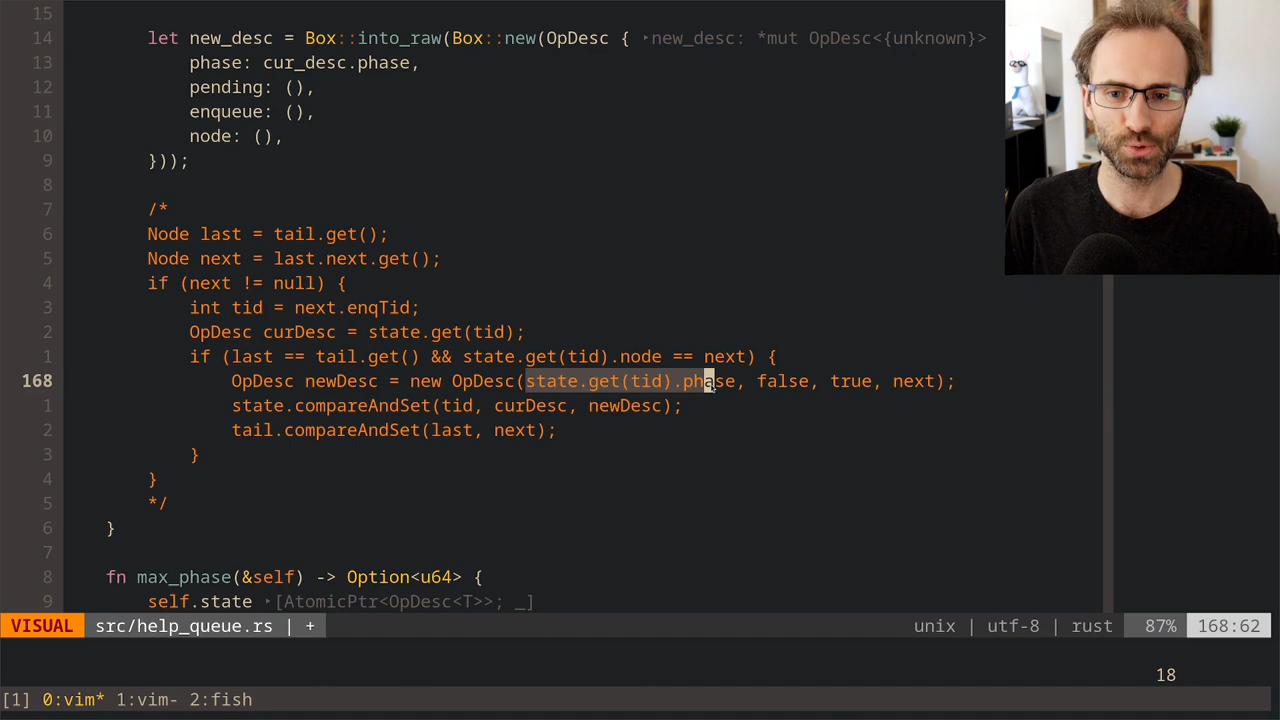 15
14 let new_desc = Box::into_raw(Box::new(OpDesc { ‣new_desc: *mut OpDesc<{unknown}>
13 phase: cur_desc.phase,
12 pending: (),
11 enqueue: (),
10 node: (),
9 }));
8
7 /*
6 Node last = tail.get();
5 Node next = last.next.get();
4 if (next != null) {
3 int tid = next.enqTid;
2 OpDesc curDesc = state.get(tid);
1 if (last == tail.get() && state.get(tid).node == next) {
168 OpDesc newDesc = new OpDesc(state.get(tid).phase, false, true, next);
1 state.compareAndSet(tid, curDesc, newDesc);
2 tail.compareAndSet(last, next);
3 }
4 }
5 */
6 }
7
8 fn max_phase(&self) -> Option<u64> {
9 self.state ‣[AtomicPtr<OpDesc<T>>; _]
VISUAL src/help_queue.rs | + unix | utf-8 | rust 87% 168:62
18
[1] 0:vim* 1:vim- 2:fish